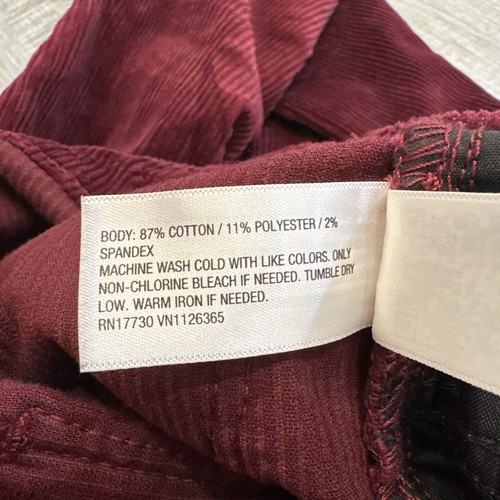 BODY: 87% COTTON / 11% POLYESTER / 2%
SPANDEX
MACHINE WASH COLD WITH LIKE COLORS. ONLY
NON-CHLORINE BLEACH IF NEEDED. TUMBLE DRY
LOW. WARM IRON IF NEEDED.
RN17730 VN1126365